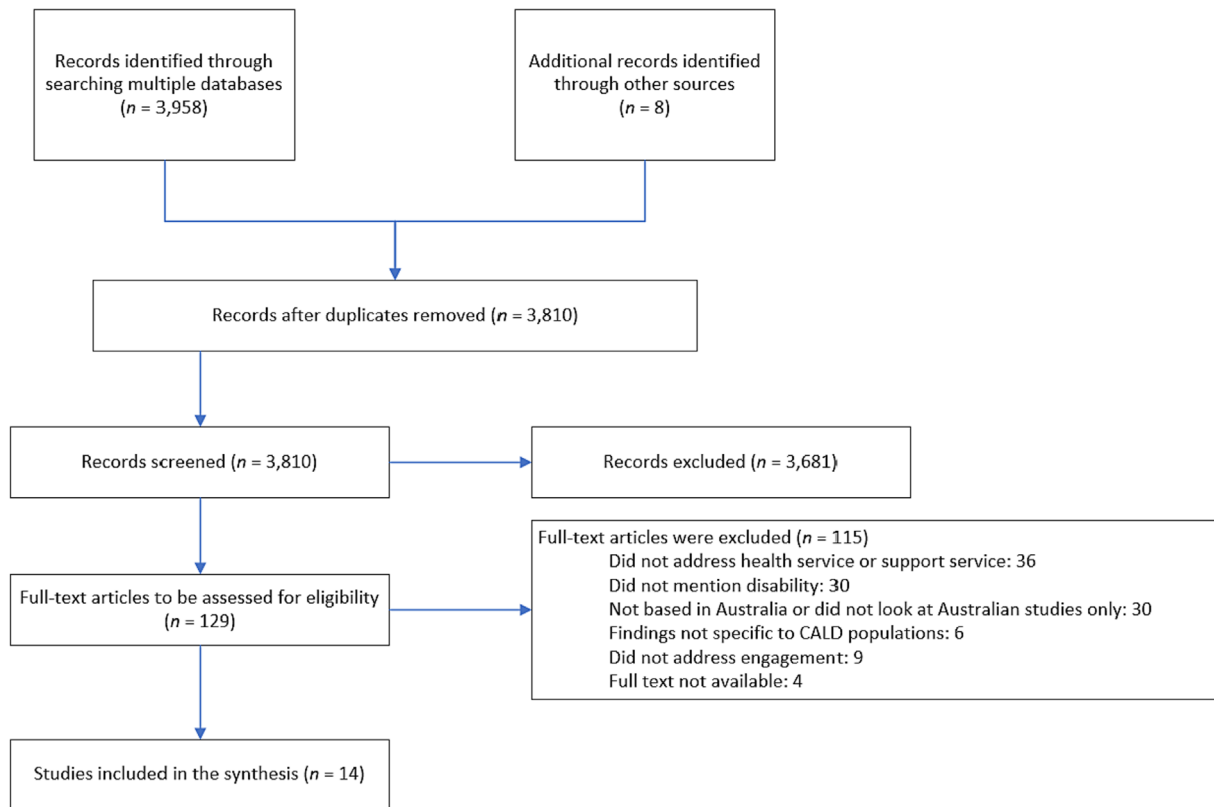 Records identified through
searching multiple databases
(n = 3,958)
Additional records identified
through other sources
(n = 8)
Records after duplicates removed (n = 3,810)
Records screened (n = 3,810)
Records excluded (n = 3,681)
Full-text articles to be assessed for eligibility
(n = 129)
Full-text articles were excluded (n = 115)
Did not address health service or support service: 36
Did not mention disability: 30
Not based in Australia or did not look at Australian studies only: 30
Findings not specific to CALD populations: 6
Did not address engagement: 9
Full text not available: 4
Studies included in the synthesis (n = 14)